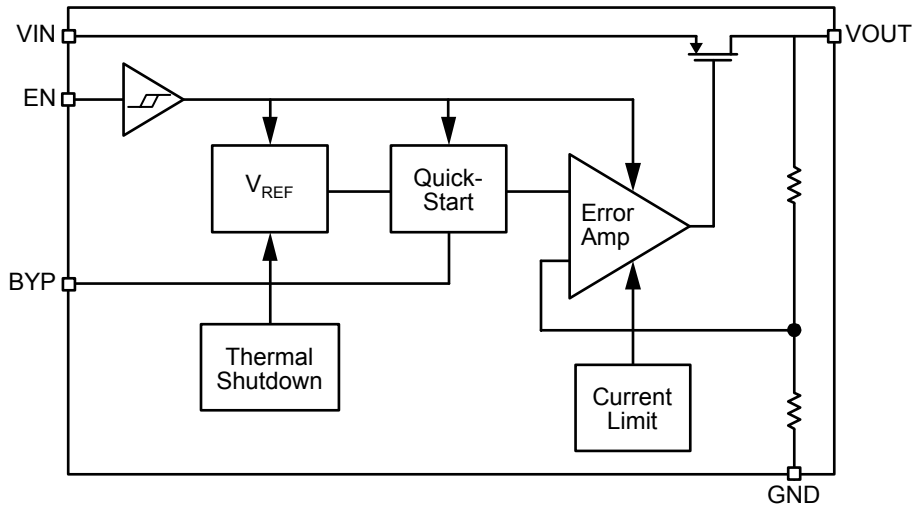 VIN
VOUT
EN
VREF
Quick-
Start
Error
Amp
BYP
Thermal
Shutdown
Current
Limit
GND